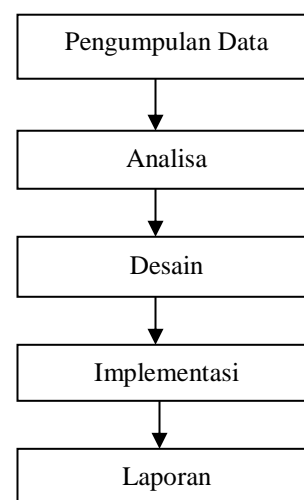 Pengumpulan Data
Analisa
Desain
Implementasi
Laporan